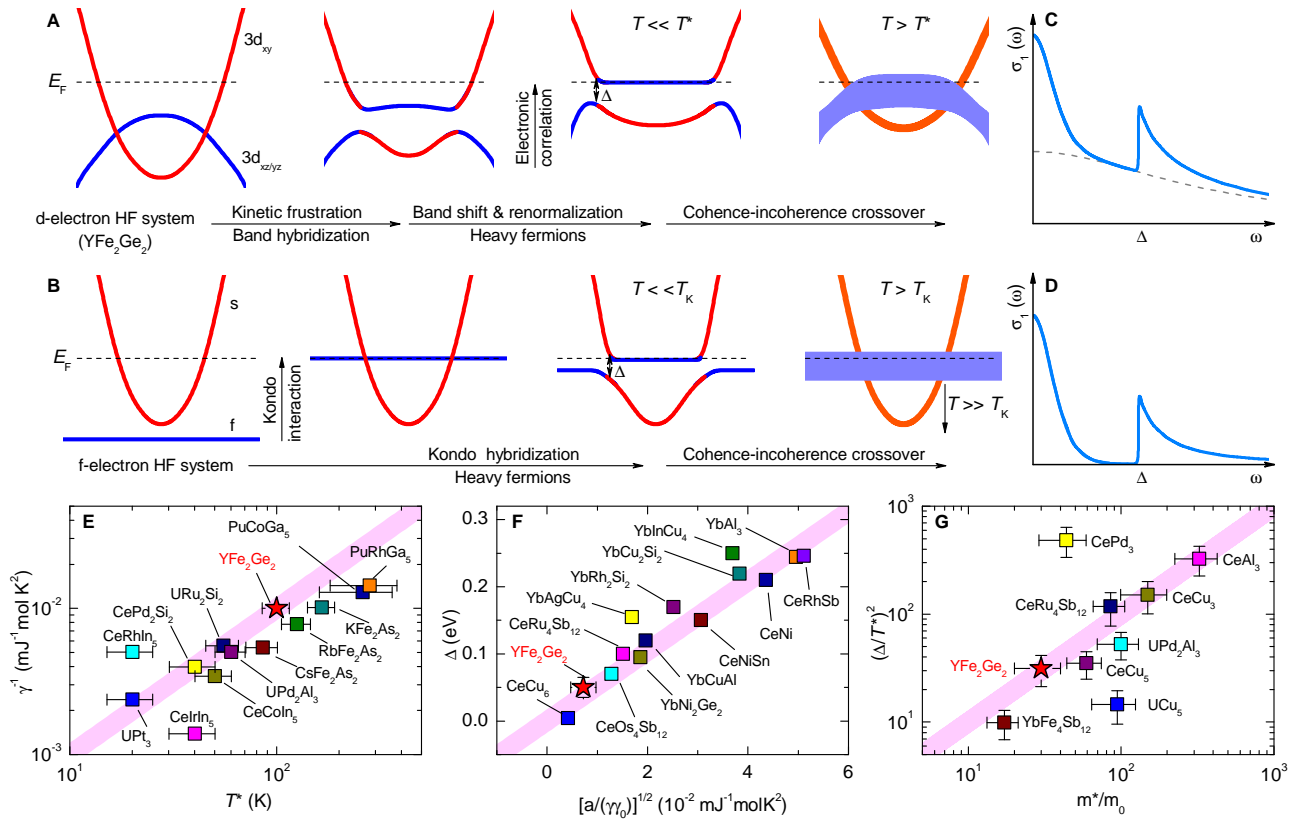 A
3d_xy
E_F
3d_xz/yz
d-electron HF system
(YFe_2Ge_2)
Kinetic frustration
Band hybridization
Electronic
correlation
Band shift & renormalization
Heavy fermions
T << T*
Δ
T > T*
Cohence-incoherence crossover
C
σ_1 (ω)
Δ
ω
B
s
E_F
f
Kondo
interaction
f-electron HF system
Kondo hybridization
Heavy fermions
T << T_K
Δ
T > T_K
T >> T_K
Cohence-incoherence crossover
D
σ_1 (ω)
Δ
ω
E
γ^-1 (mJ^-1mol K^2)
10^-2
10^-3
PuCoGa_5
PuRhGa_5
YFe_2Ge_2
URu_2Si_2
CePd_2Si_2
CeRhIn_5
KFe_2As_2
RbFe_2As_2
CsFe_2As_2
UPd_2Al_3
CeCoIn_5
CeIrIn_5
UPt_3
10^1
10^2
T* (K)
F
Δ (eV)
0.3
0.2
0.1
0.0
YbInCu_4
YbAl_3
YbCu_2Si_2
YbRh_2Si_2
CeRhSb
YbAgCu_4
CeNi
CeRu_4Sb_12
CeNiSn
YFe_2Ge_2
YbCuAl
CeCu_6
YbNi_2Ge_2
CeOs_4Sb_12
0
2
4
6
[a/(γγ_0)]^1/2 (10^-2 mJ^-1molK^2)
G
(Δ/T*)^2
10^3
10^2
10^1
CePd_3
CeAl_3
CeRu_4Sb_12
CeCu_3
UPd_2Al_3
YFe_2Ge_2
CeCu_5
UCu_5
YbFe_4Sb_12
10^1
10^2
10^3
m*/m_0